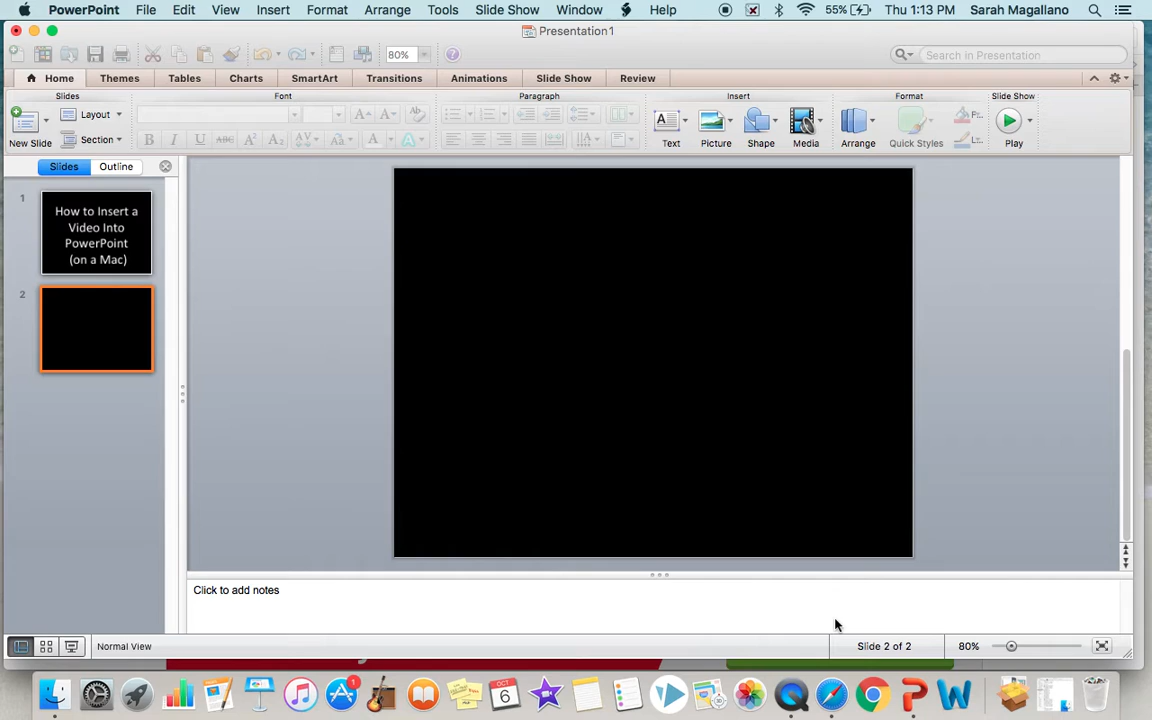 PowerPoint File Edit View Insert Format Arrange Tools Slide Show Window Help 55% Thu 1:13 PM Sarah Magallano
Presentation1
80% Search in Presentation
Home Themes Tables Charts SmartArt Transitions Animations Slide Show Review
Slides Font Paragraph Insert Format Slide Show
Layout
New Slide Section Text Picture Shape Media Arrange Quick Styles Play
Slides Outline
1
How to Insert a
Video Into
PowerPoint
(on a Mac)
2
Click to add notes
Normal View Slide 2 of 2 80%
1
OCT
6